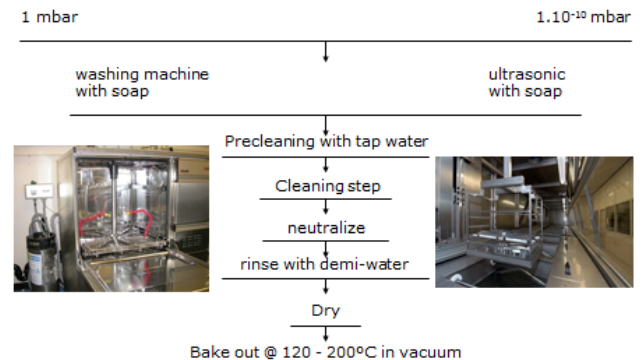 1 mbar 1.10⁻¹⁰ mbar
washing machine
with soap
ultrasonic
with soap
Precleaning with tap water
Cleaning step
neutralize
rinse with demi-water
Dry
Bake out @ 120 - 200ºC in vacuum